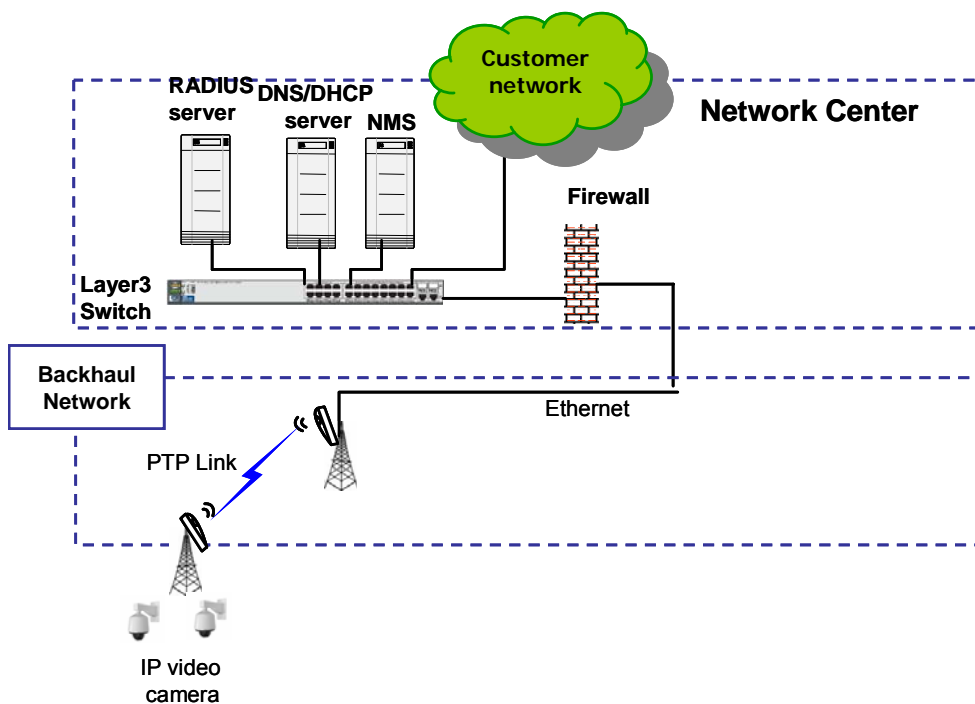 Customer
network
RADIUS
server
DNS/DHCP
server
NMS
Network Center
Firewall
Layer3
Switch
Backhaul
Network
Ethernet
PTP Link
IP video
camera